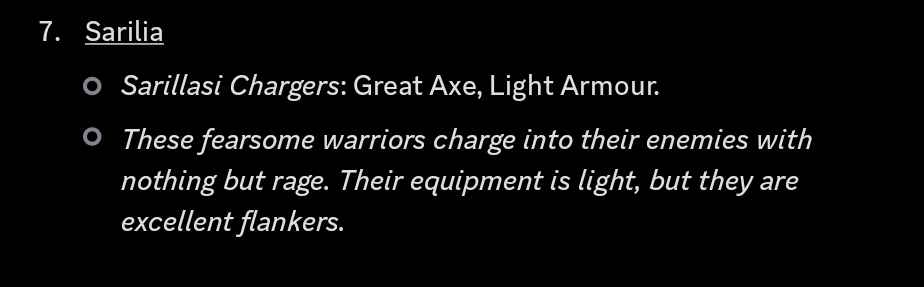 7. Sarilia
Sarillasi Chargers: Great Axe, Light Armour.
These fearsome warriors charge into their enemies with
nothing but rage. Their equipment is light, but they are
excellent flankers.